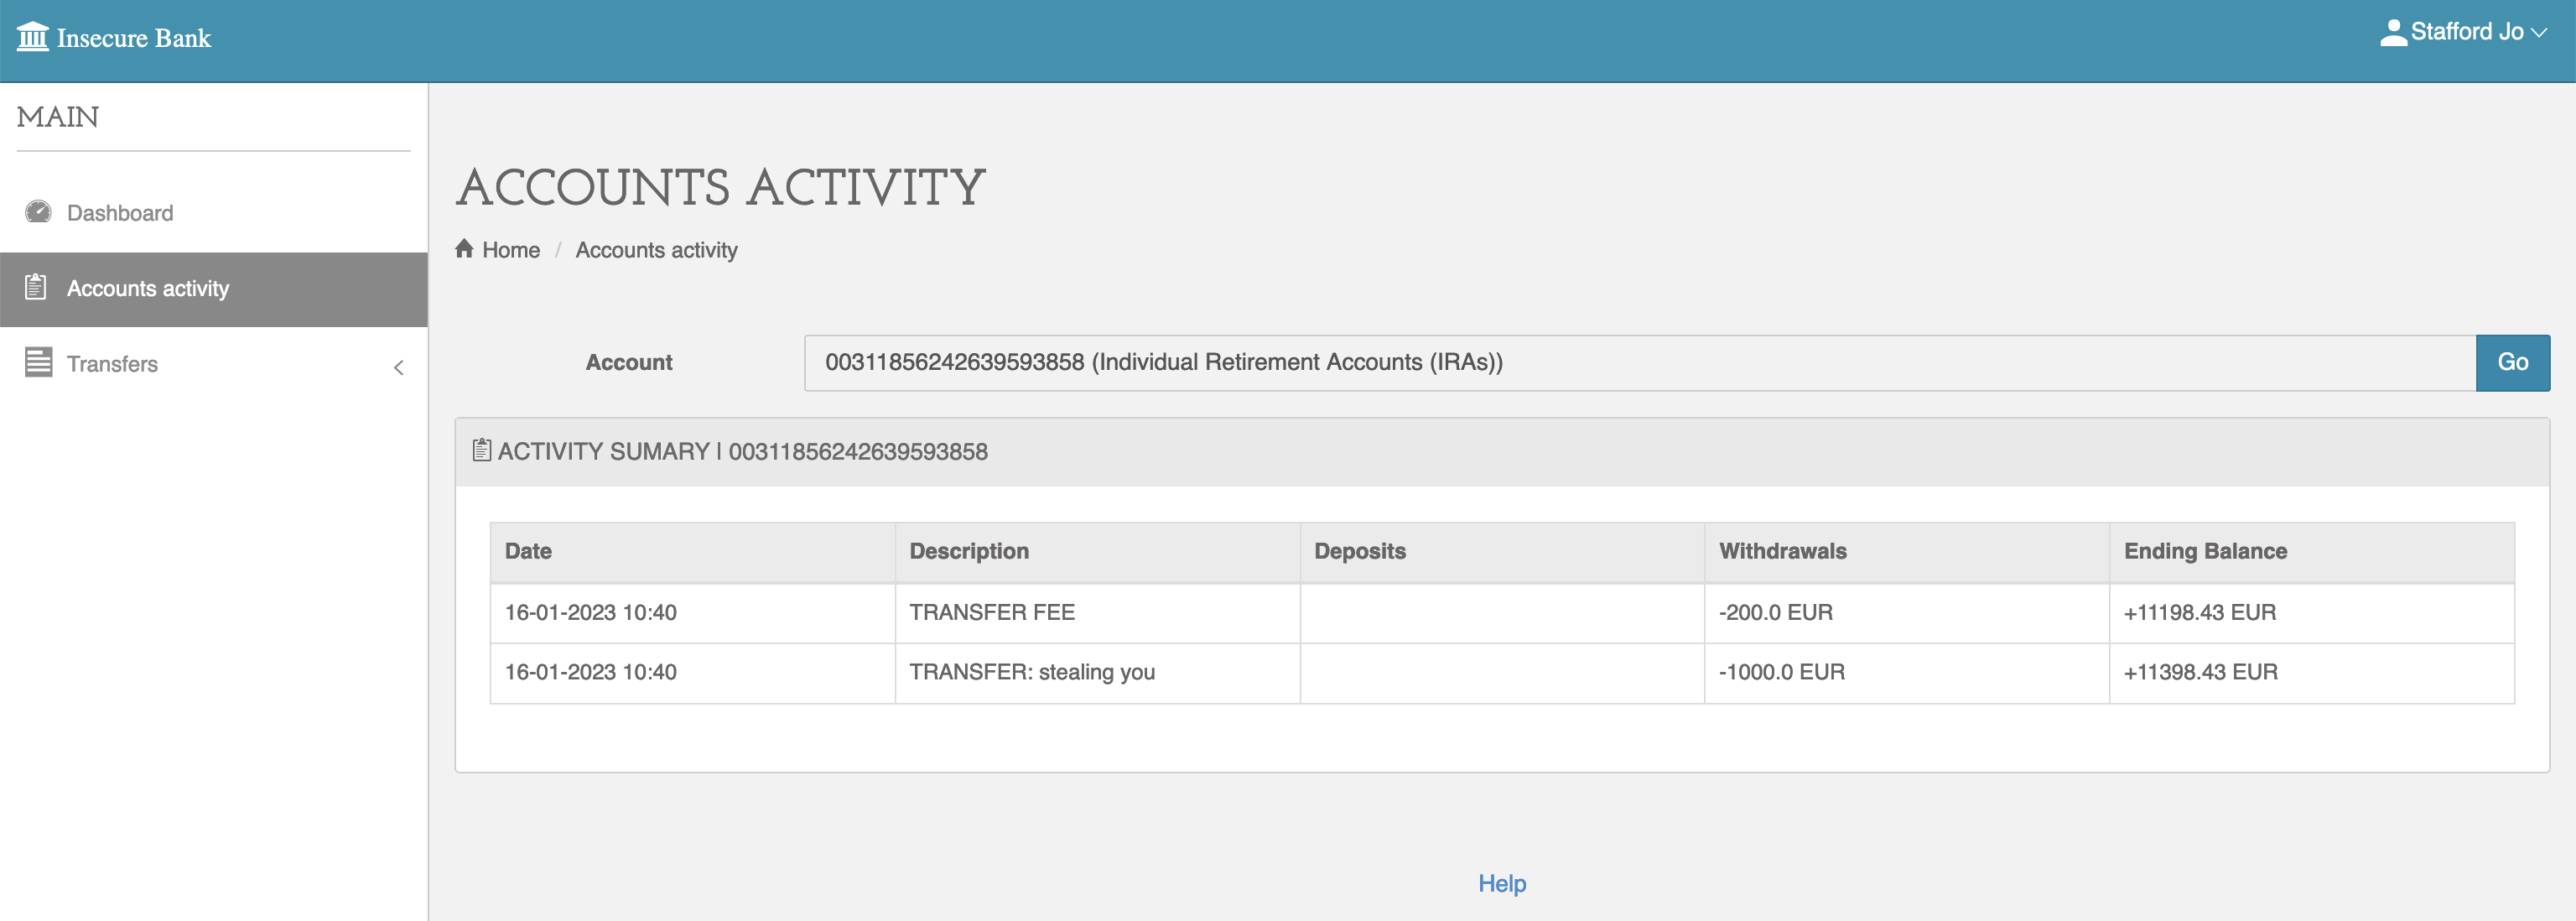 Insecure Bank
Stafford Jo
MAIN
Dashboard
Accounts activity
Transfers
ACCOUNTS ACTIVITY
Home / Accounts activity
Account 00311856242639593858 (Individual Retirement Accounts (IRAs)) Go
ACTIVITY SUMARY | 00311856242639593858
Date Description Deposits Withdrawals Ending Balance
16-01-2023 10:40 TRANSFER FEE -200.0 EUR +11198.43 EUR
16-01-2023 10:40 TRANSFER: stealing you -1000.0 EUR +11398.43 EUR
Help